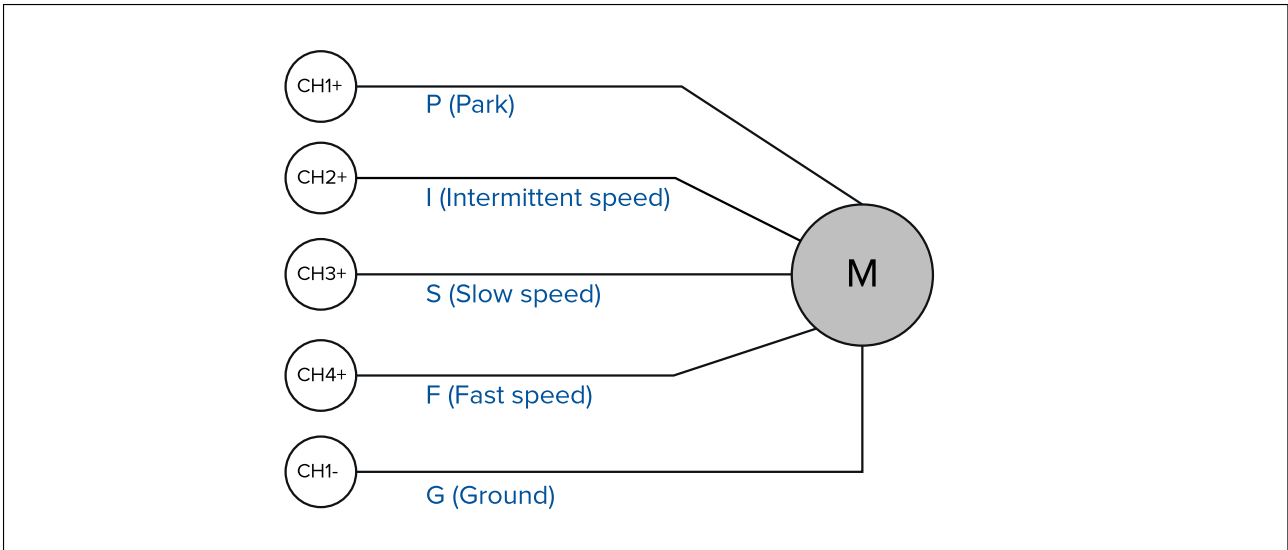 CH1+
P (Park)
CH2+
I (Intermittent speed)
CH3+
S (Slow speed)
M
CH4+
F (Fast speed)
CH1-
G (Ground)